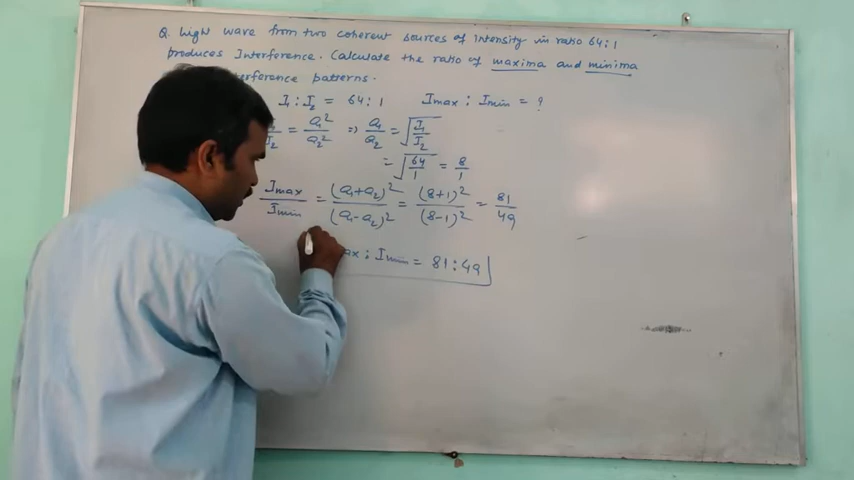 Q. Light wave from two coherent sources of intensity in ratio 64:1
produces Interference. Calculate the ratio of maxima and minima
terference patterns.
I₁ : I₂ = 64 : 1 Imax : Imin = ?
I₂ = a₁²/a₂² ⇒ a₁/a₂ = √(I₁/I₂)
= √(64/1) = 8/1
Imax/Imin = (a₁+a₂)²/(a₁-a₂)² = (8+1)²/(8-1)² = 81/49
ax : Imin = 81:49